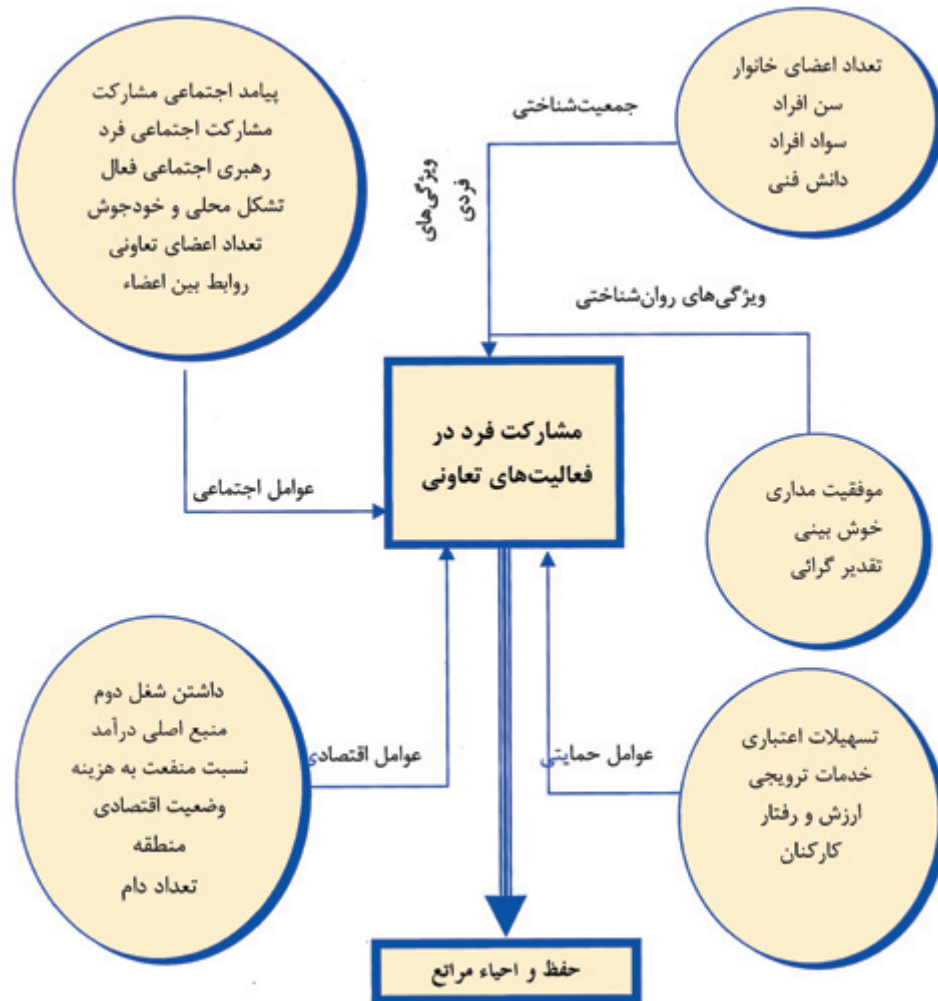 تعداد اعضای خانوار
سن افراد
سواد افراد
دانش فنی
جمعیت‌شناختی
ویژگی‌های
فردی
ویژگی‌های روان‌شناختی
موفقیت مداری
خوش بینی
تقدیر گرائی
پیامد اجتماعی مشارکت
مشارکت اجتماعی فرد
رهبری اجتماعی فعال
تشکل محلی و خودجوش
تعداد اعضای تعاونی
روابط بین اعضاء
عوامل اجتماعی
مشارکت فرد در
فعالیت‌های تعاونی
تسهیلات اعتباری
خدمات ترویجی
ارزش و رفتار
کارکنان
عوامل حمایتی
داشتن شغل دوم
منبع اصلی درآمد
نسبت منفعت به هزینه
وضعیت اقتصادی
منطقه
تعداد دام
عوامل اقتصادی
حفظ و احیاء مراتع